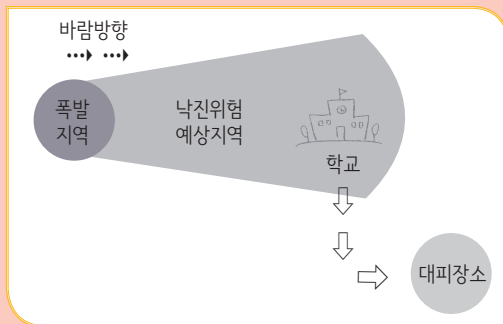 바람방향
폭발
지역
낙진위험
예상지역
학교
대피장소